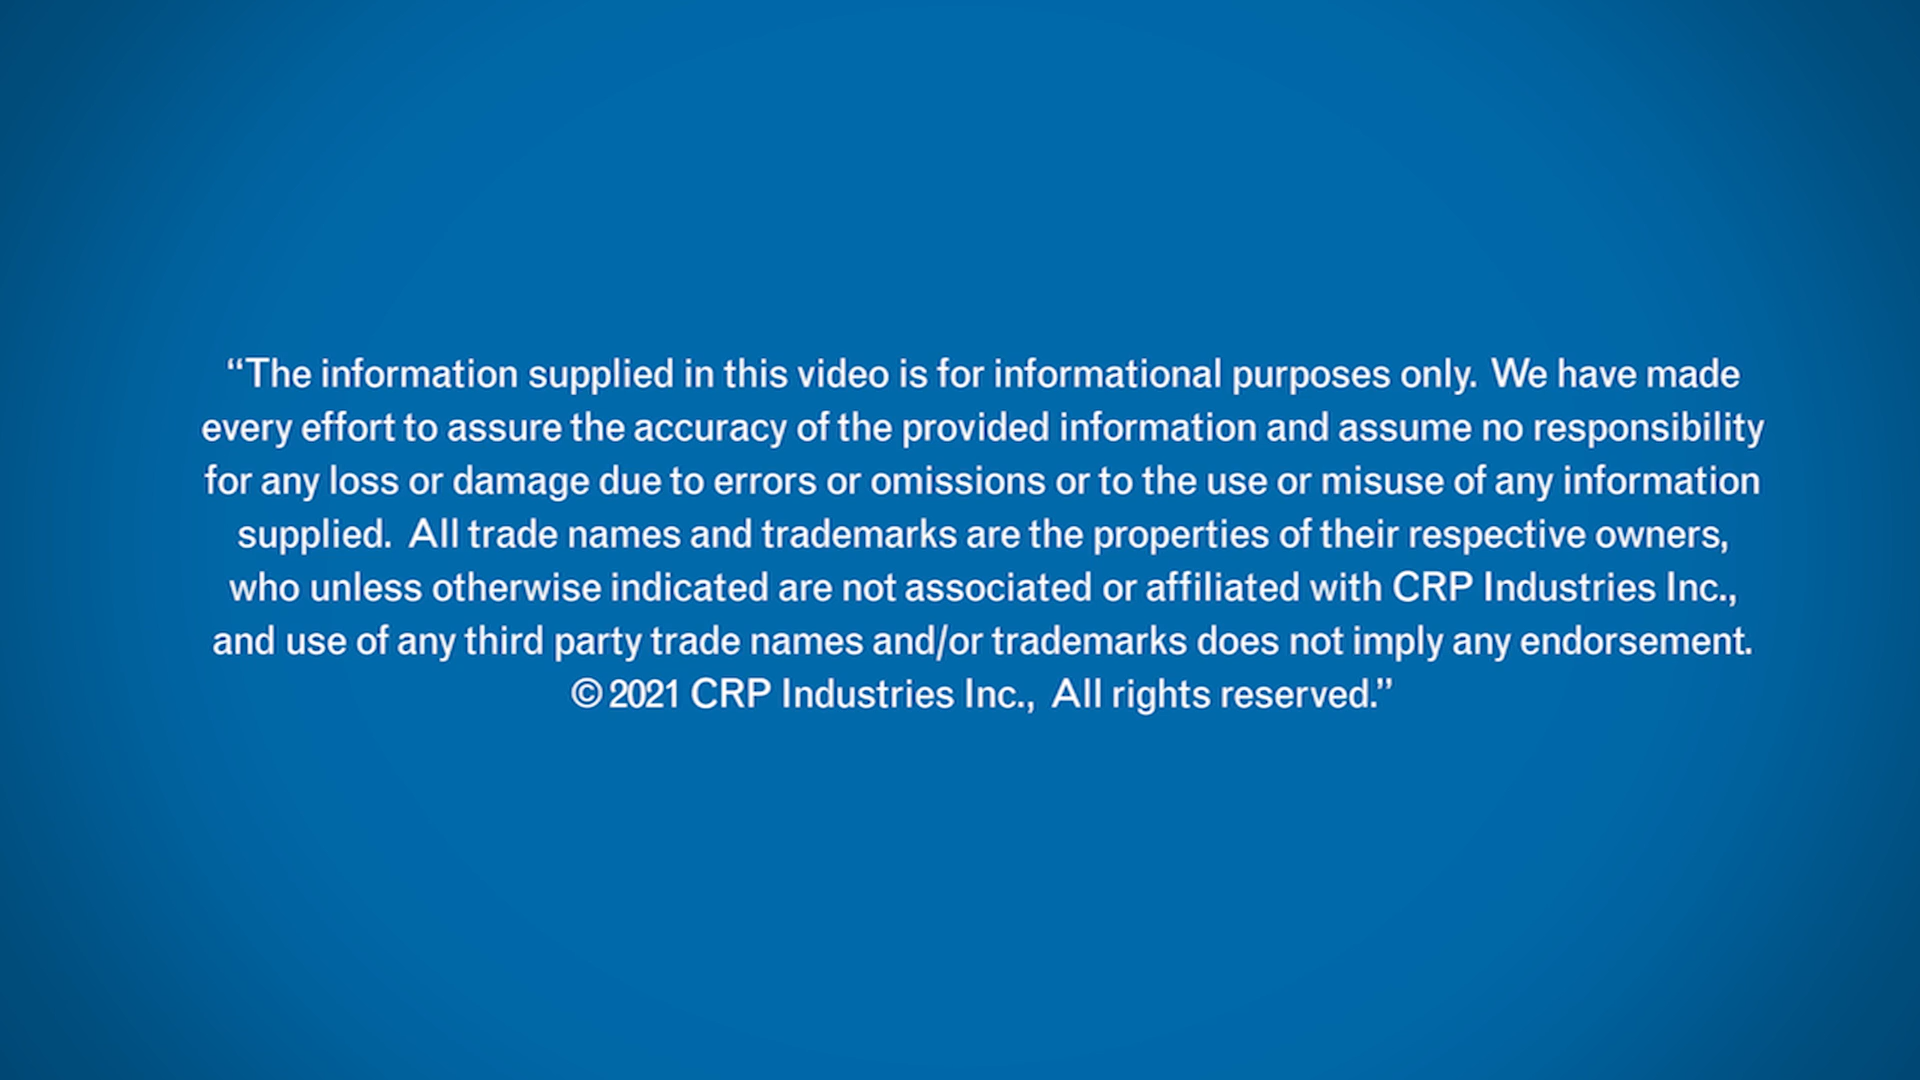 “The information supplied in this video is for informational purposes only.  We have made
every effort to assure the accuracy of the provided information and assume no responsibility
for any loss or damage due to errors or omissions or to the use or misuse of any information
supplied.  All trade names and trademarks are the properties of their respective owners,
who unless otherwise indicated are not associated or affiliated with CRP Industries Inc.,
and use of any third party trade names and/or trademarks does not imply any endorsement.
© 2021 CRP Industries Inc.,  All rights reserved.”